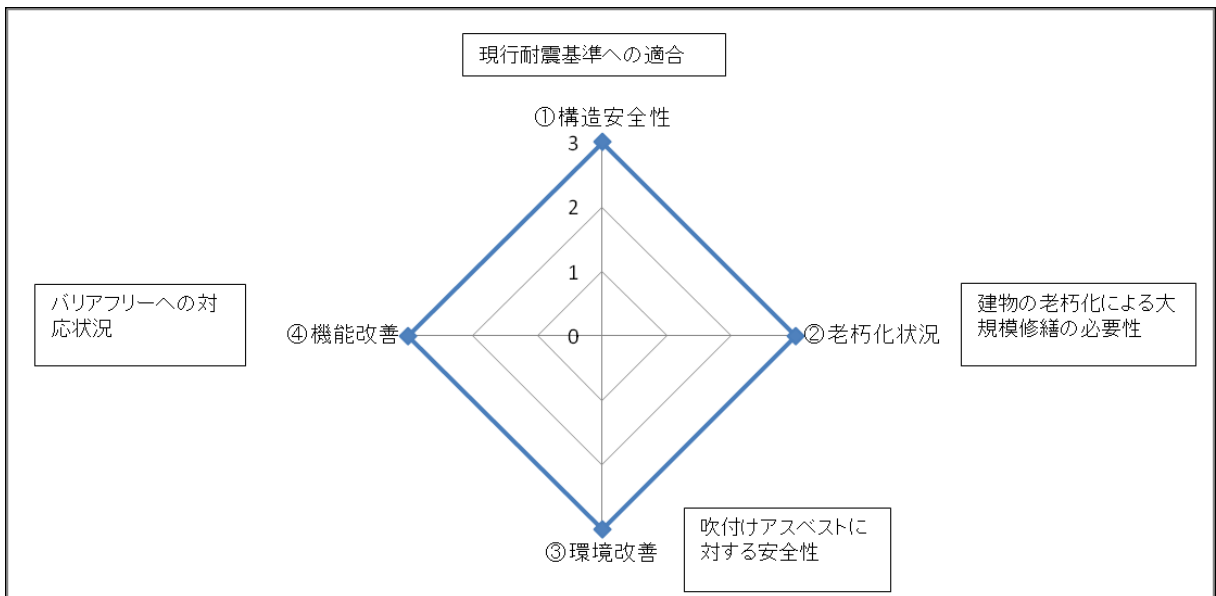 現行耐震基準への適合
①構造安全性
3
2
1
0
バリアフリーへの対
応状況
④機能改善
②老朽化状況
建物の老朽化による大
規模修繕の必要性
③環境改善
吹付けアスベストに
対する安全性